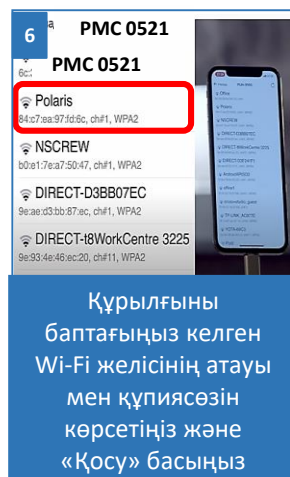 6
PMC 0521
PMC 0521
Polaris
84:c7:ea:97:fd:6c, ch#1, WPA2
NSCREW
b0:e1:7e:a7:50:47, ch#1, WPA2
DIRECT-D3BB07EC
9e:ae:d3:bb:87:ec, ch#1, WPA2
DIRECT-t8WorkCentre 3225
9e:93:4e:46:ec:20, ch#11, WPA2
Office
Polaris
NSCREW
Құрылғыны
баптағыңыз келген
Wi-Fi желісінің атауы
мен құпиясөзін
көрсетіңіз және
«Қосу» басыңыз